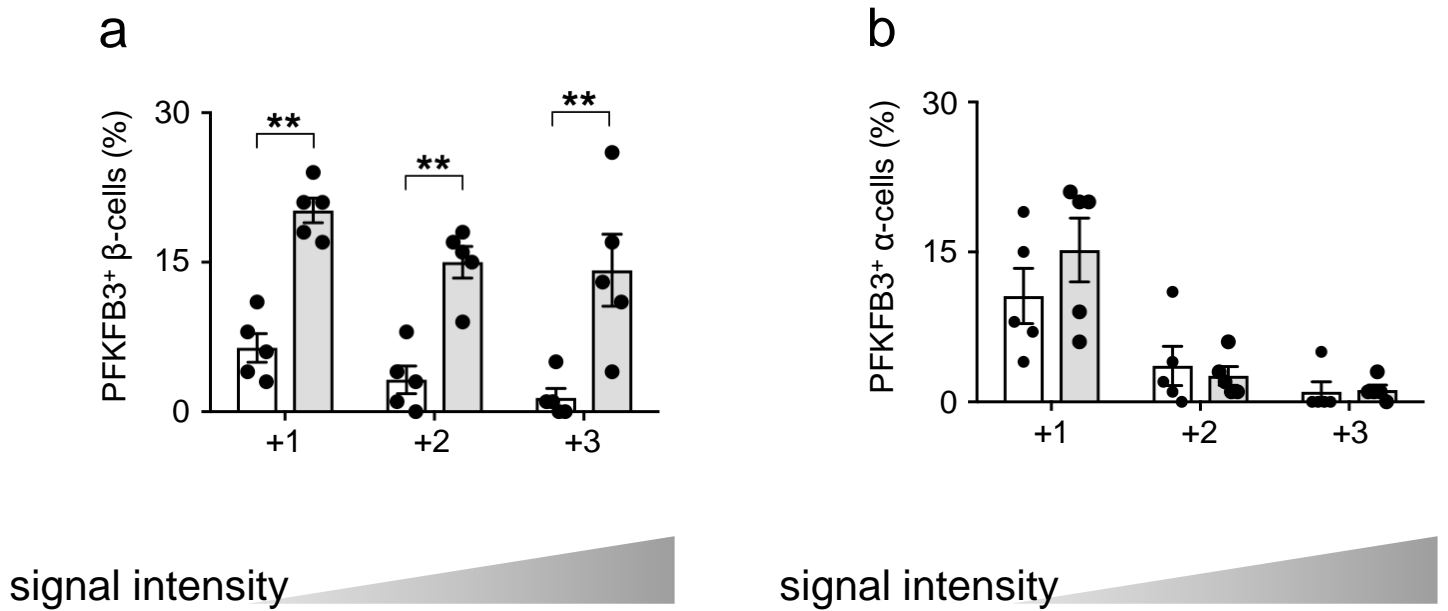 a
PFKFB3⁺ β-cells (%)
30
15
0
**
**
**
+1 +2 +3
signal intensity
b
PFKFB3⁺ α-cells (%)
30
15
0
+1 +2 +3
signal intensity